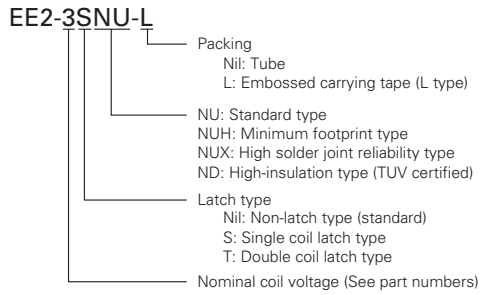 EE2-3SNU-L
Packing
Nil: Tube
L: Embossed carrying tape (L type)
NU: Standard type
NUH: Minimum footprint type
NUX: High solder joint reliability type
ND: High-insulation type (TUV certified)
Latch type
Nil: Non-latch type (standard)
S: Single coil latch type
T: Double coil latch type
Nominal coil voltage (See part numbers)